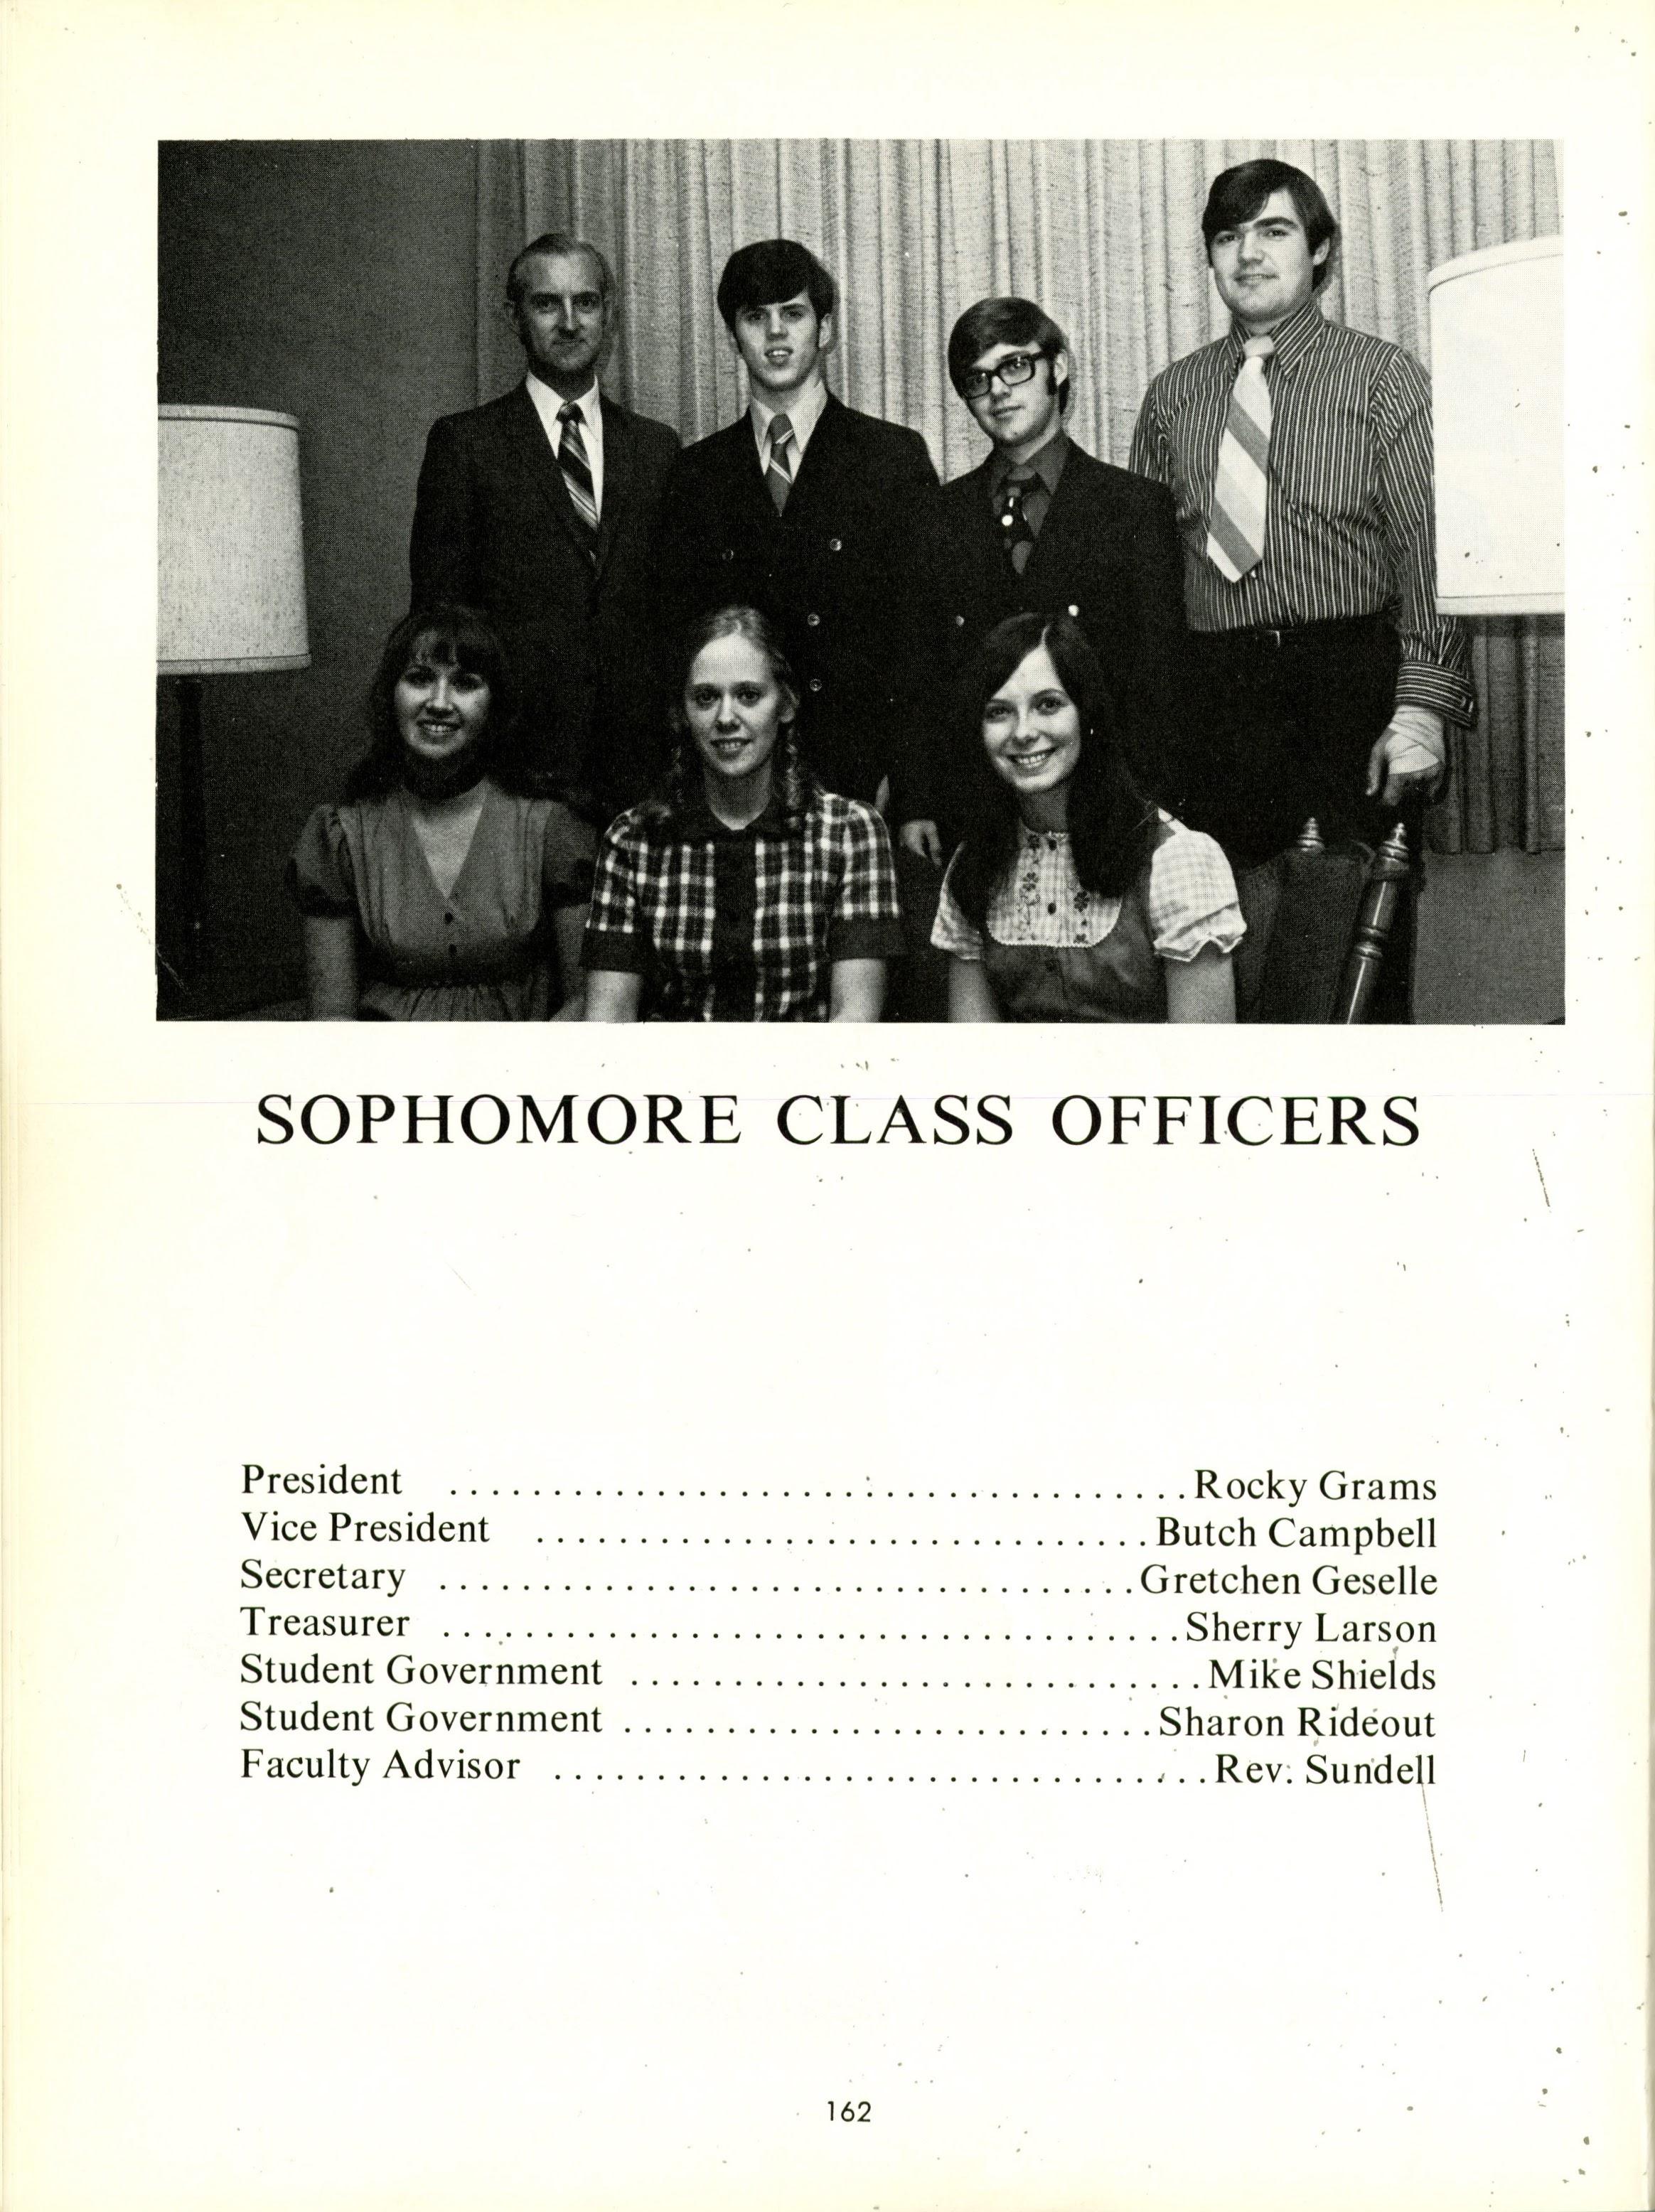 SOPHOMORE CLASS OFFICERS
President ..................................... Rocky Grams
Vice President ............................... Butch Campbell
Secretary ................................... Gretchen Geselle
Treasurer ..................................... Sherry Larson
Student Government ............................. Mike Shields
Student Government ........................... Sharon Rideout
Faculty Advisor ................................. Rev. Sundell
162